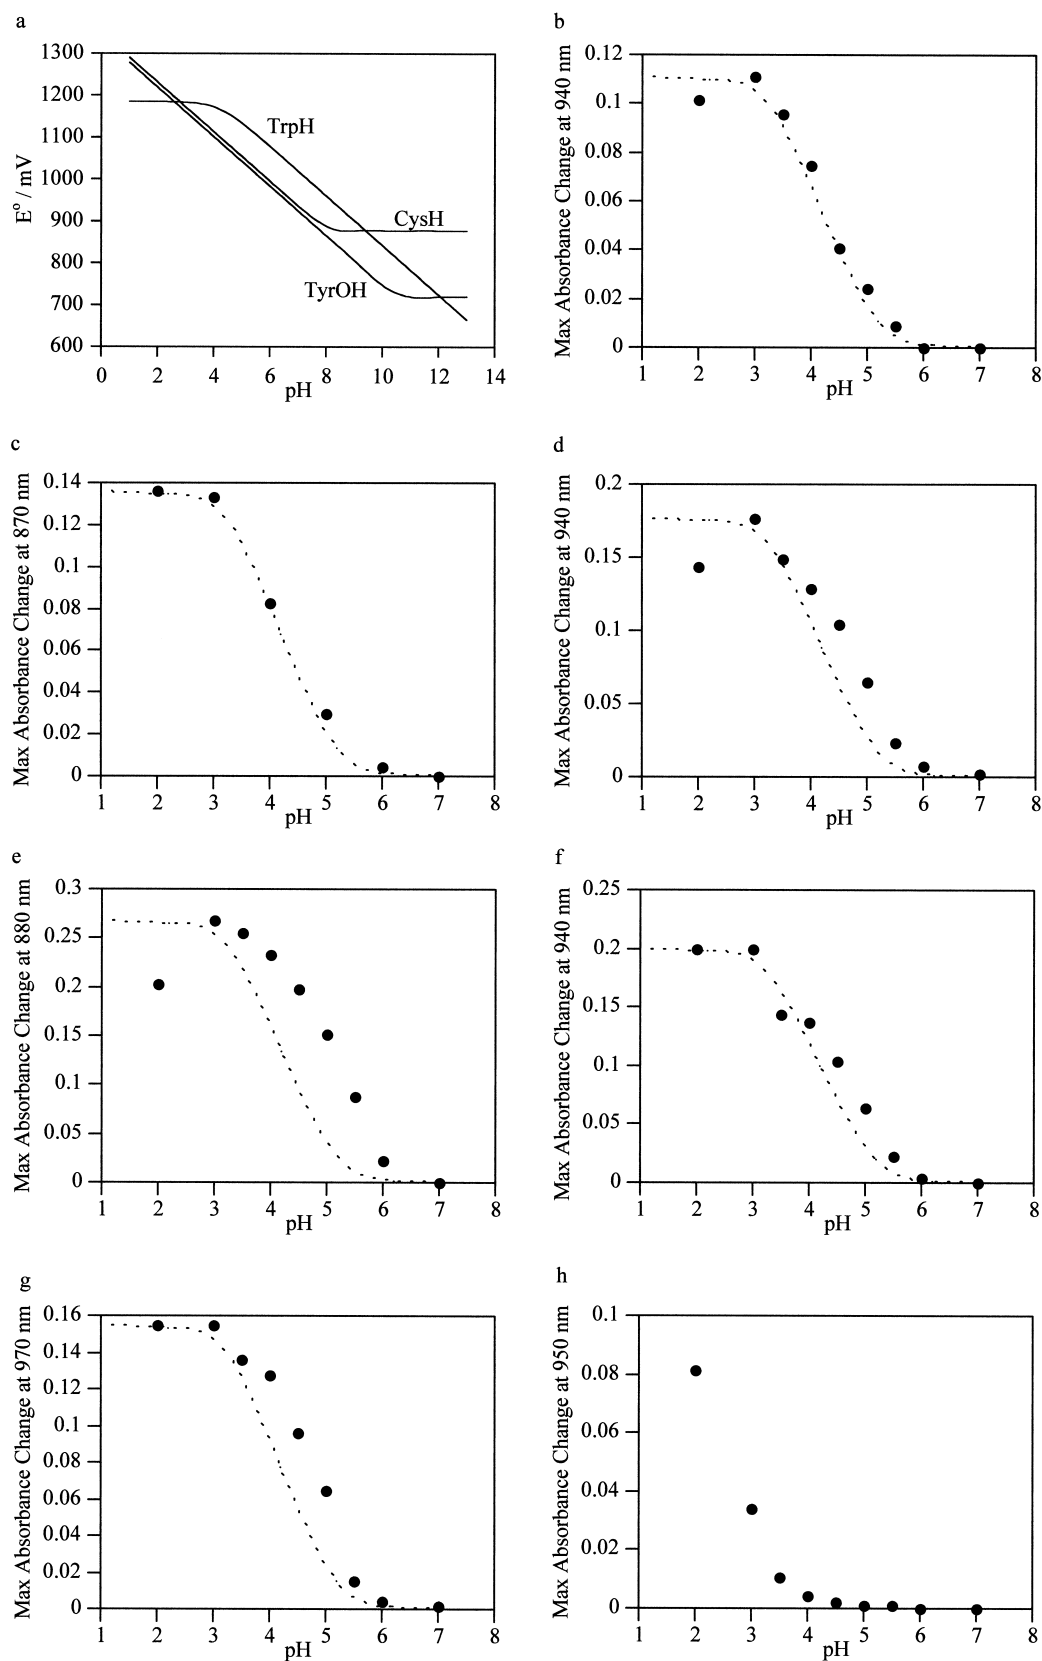 a
1300
1200
1100
1000
900
800
700
600
E° / mV
TrpH
CysH
TyrOH
0 2 4 6 8 10 12 14
pH
b
Max Absorbance Change at 940 nm
0.12
0.1
0.08
0.06
0.04
0.02
0
1 2 3 4 5 6 7 8
pH
c
Max Absorbance Change at 870 nm
0.14
0.12
0.1
0.08
0.06
0.04
0.02
0
1 2 3 4 5 6 7 8
pH
d
Max Absorbance Change at 940 nm
0.2
0.15
0.1
0.05
0
1 2 3 4 5 6 7 8
pH
e
Max Absorbance Change at 880 nm
0.3
0.25
0.2
0.15
0.1
0.05
0
1 2 3 4 5 6 7 8
pH
f
Max Absorbance Change at 940 nm
0.25
0.2
0.15
0.1
0.05
0
1 2 3 4 5 6 7 8
pH
g
Max Absorbance Change at 970 nm
0.16
0.14
0.12
0.1
0.08
0.06
0.04
0.02
0
1 2 3 4 5 6 7 8
pH
h
Max Absorbance Change at 950 nm
0.1
0.08
0.06
0.04
0.02
0
1 2 3 4 5 6 7 8
pH